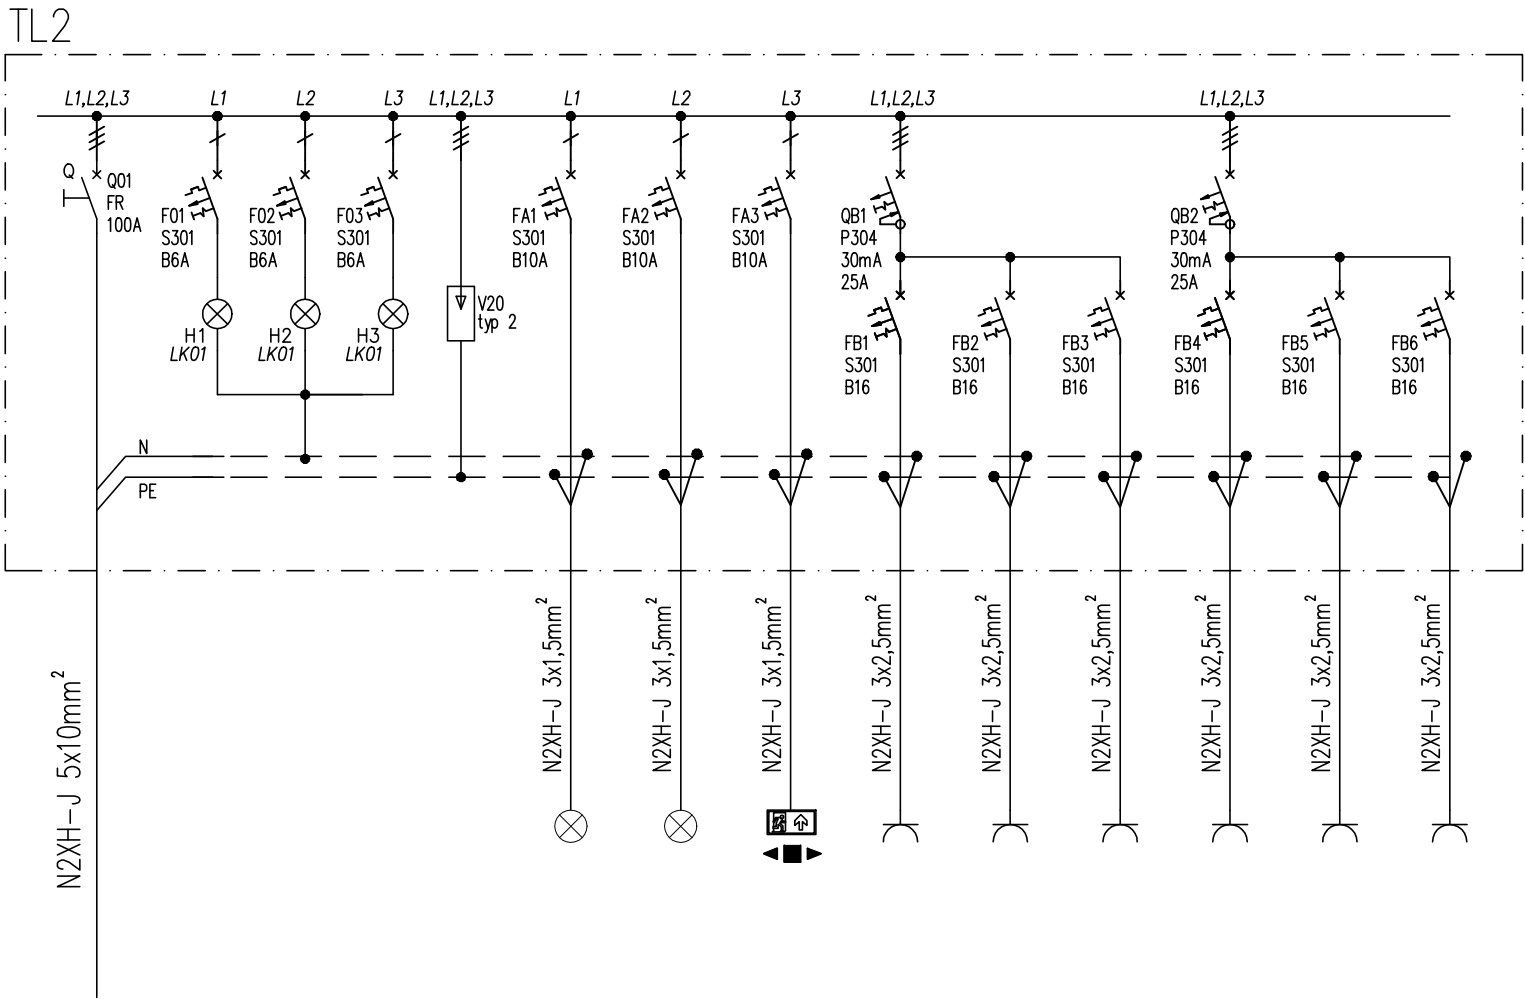 TL2
L1,L2,L3
L1
L2
L3
L1,L2,L3
L1
L2
L3
L1,L2,L3
L1,L2,L3
Q
Q01
FR
100A
F01
S301
B6A
F02
S301
B6A
F03
S301
B6A
FA1
S301
B10A
FA2
S301
B10A
FA3
S301
B10A
QB1
P304
30mA
25A
QB2
P304
30mA
25A
H1
LK01
H2
LK01
H3
LK01
V20
typ 2
FB1
S301
B16
FB2
S301
B16
FB3
S301
B16
FB4
S301
B16
FB5
S301
B16
FB6
S301
B16
N
PE
N2XH-J 5x10mm²
N2XH-J 3x1,5mm²
N2XH-J 3x1,5mm²
N2XH-J 3x1,5mm²
N2XH-J 3x2,5mm²
N2XH-J 3x2,5mm²
N2XH-J 3x2,5mm²
N2XH-J 3x2,5mm²
N2XH-J 3x2,5mm²
N2XH-J 3x2,5mm²